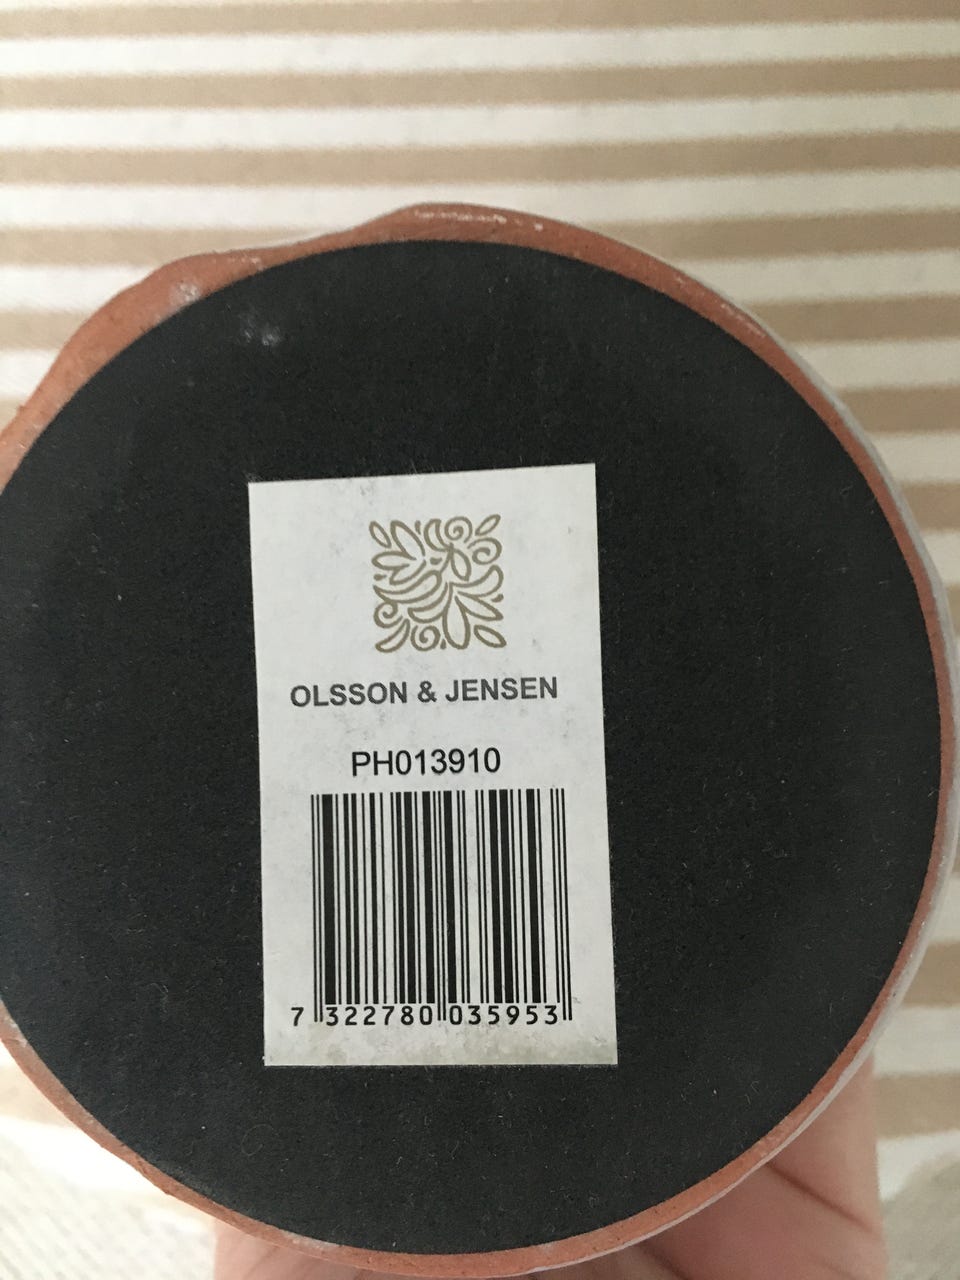 OLSSON & JENSEN
PH013910
7 322780 035953